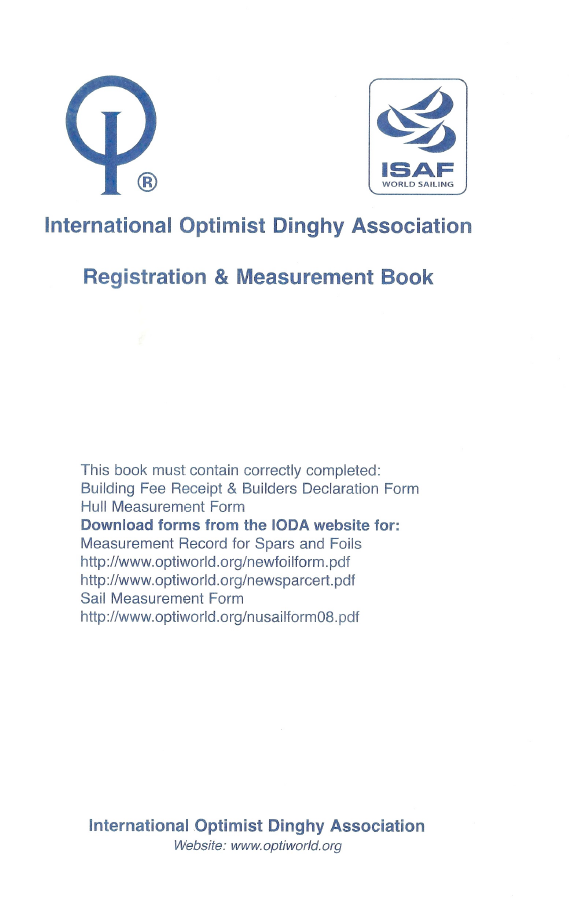 ®
ISAF
WORLD SAILING
International Optimist Dinghy Association
Registration & Measurement Book
This book must contain correctly completed:
Building Fee Receipt & Builders Declaration Form
Hull Measurement Form
Download forms from the IODA website for:
Measurement Record for Spars and Foils
http://www.optiworld.org/newfoilform.pdf
http://www.optiworld.org/newsparcert.pdf
Sail Measurement Form
http://www.optiworld.org/nusailform08.pdf
International Optimist Dinghy Association
Website: www.optiworld.org